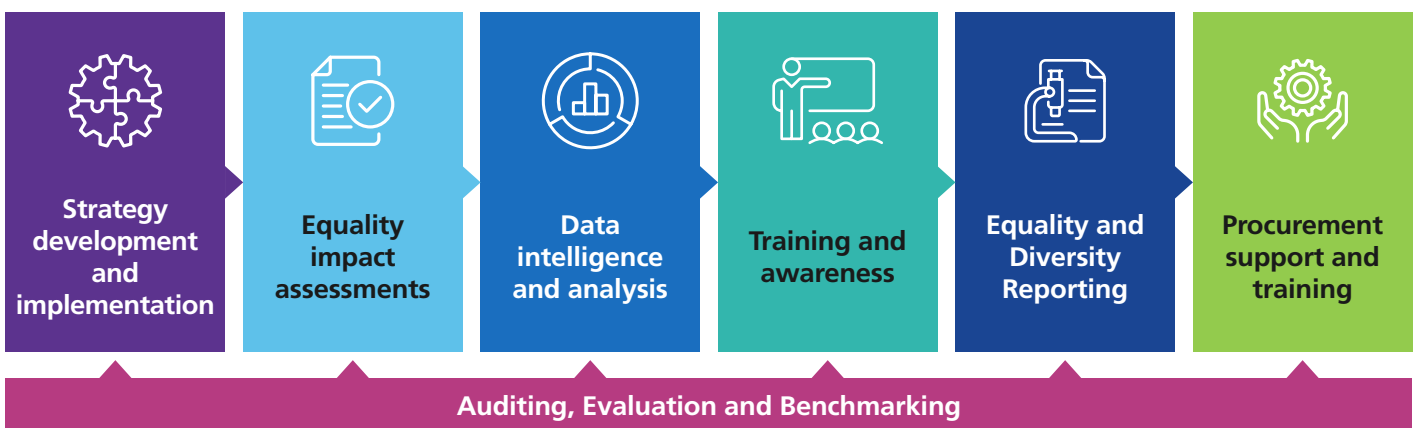 Strategy
development
and
implementation
Equality
impact
assessments
Data
intelligence
and analysis
Training and
awareness
Equality and
Diversity
Reporting
Procurement
support and
training
Auditing, Evaluation and Benchmarking